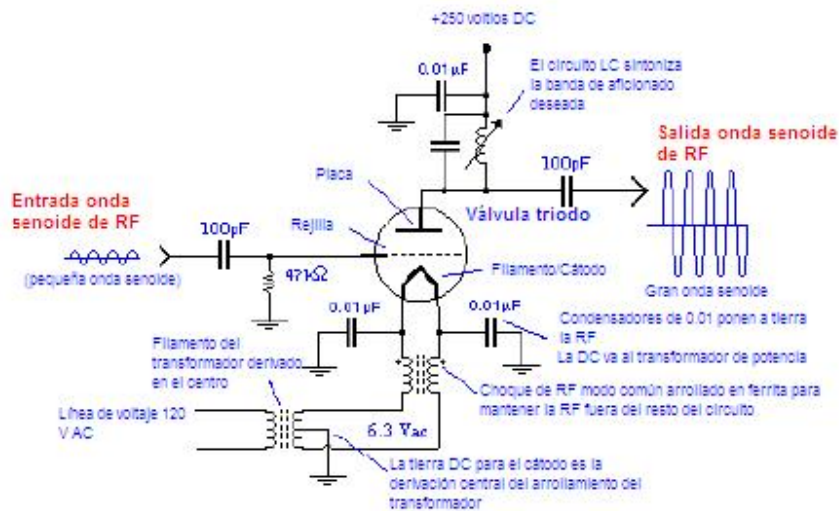 +250 voltios DC
0.01µF
El circuito LC sintoniza
la banda de aficionado
deseada
Salida onda senoide
de RF
100pF
Placa
Entrada onda
senoide de RF
Válvula triodo
100pF
Rejilla
(pequeña onda senoide)
47kΩ
Filamento/Cátodo
Gran onda senoide
0.01µF
0.01µF
Condensadores de 0.01 ponen a tierra
la RF
La DC va al transformador de potencia
Filamento del
transformador derivado
en el centro
Choque de RF modo común arrollado en ferrita para
mantener la RF fuera del resto del circuito
Línea de voltaje 120
V AC
6.3 Vac
La tierra DC para el cátodo es la
derivación central del arrollamiento del
transformador